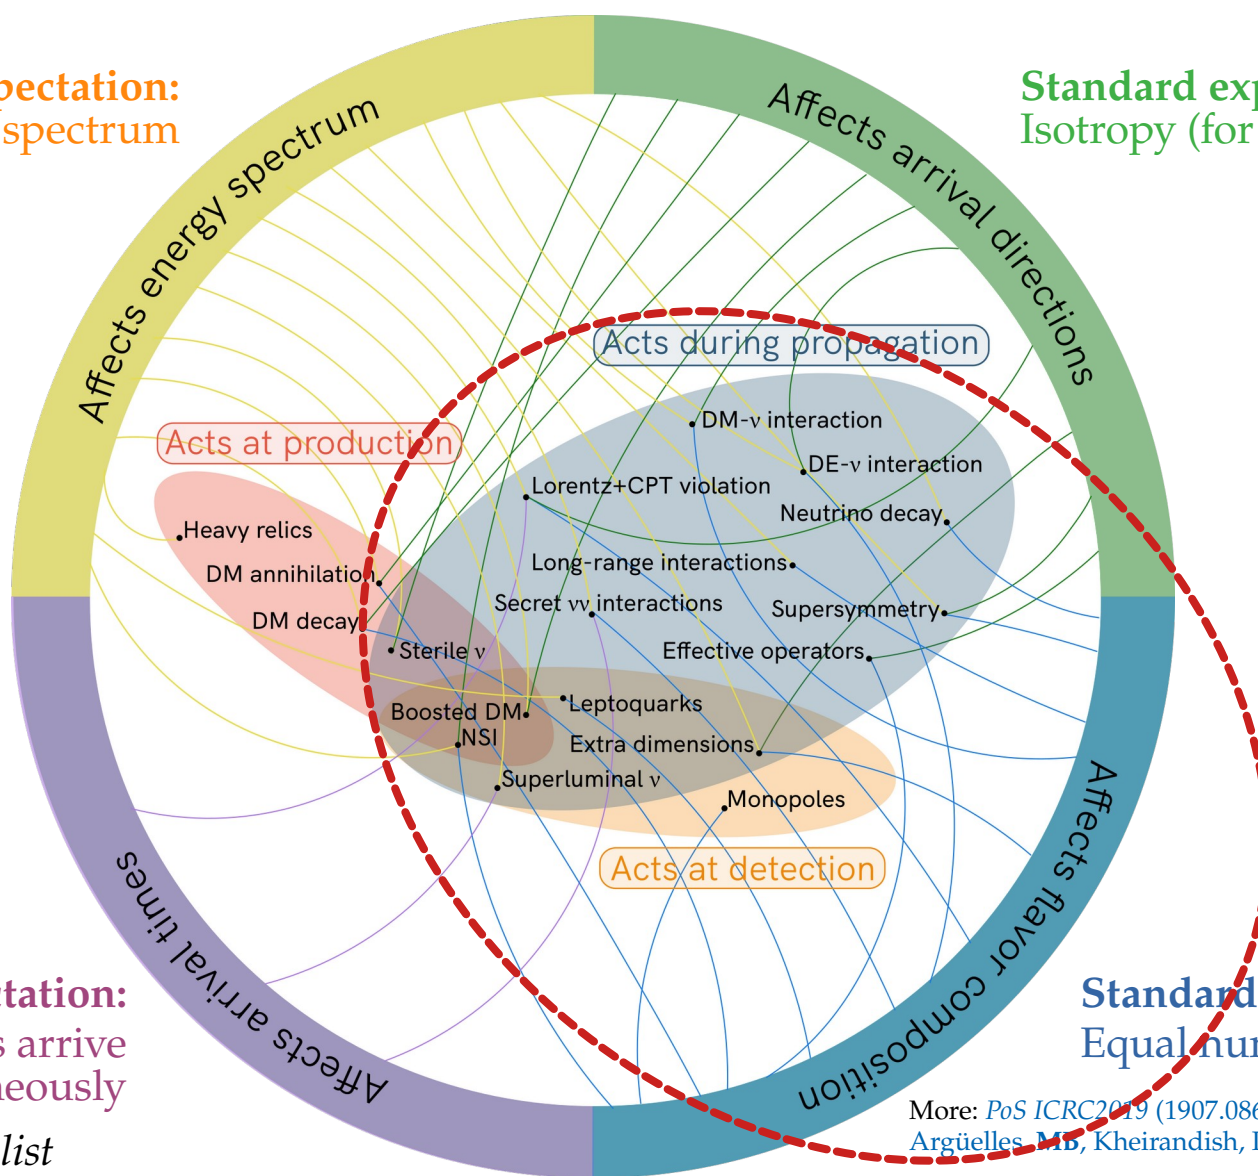 pectation:
spectrum
Standard exp
Isotropy (for
Affects energy spectrum
Affects arrival directions
Acts during propagation
Acts at production
DM-ν interaction
DE-ν interaction
Lorentz+CPT violation
Neutrino decay
Heavy relics
Long-range interactions
DM annihilation
Secret νν interactions
Supersymmetry
DM decay
Sterile ν
Effective operators
Leptoquarks
Boosted DM
NSI
Extra dimensions
Superluminal ν
Monopoles
Acts at detection
Affects arrival times
Affects flavor composition
tation:
s arrive
neously
list
Standard
Equal nur
More: PoS ICRC2019 (1907.086
Argüelles, MB, Kheirandish,